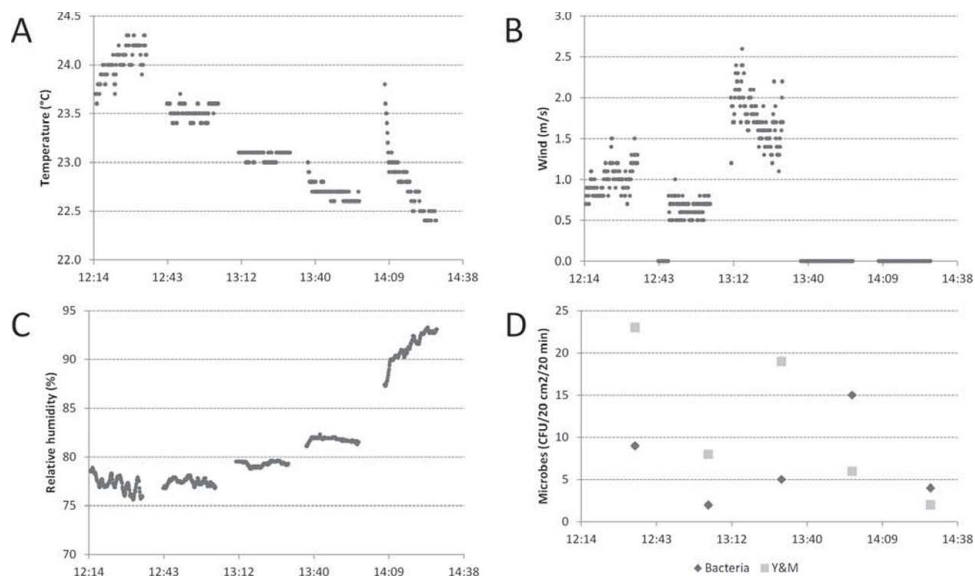 A
24.5
24.0
23.5
23.0
22.5
22.0
Temperature (°C)
12:14 12:43 13:12 13:40 14:09 14:38
B
3.0
2.5
2.0
1.5
1.0
0.5
0.0
Wind (m/s)
12:14 12:43 13:12 13:40 14:09 14:38
C
95
90
85
80
75
70
Relative humidity (%)
12:14 12:43 13:12 13:40 14:09 14:38
D
25
20
15
10
5
0
Microbes (CFU/20 cm2/20 min)
12:14 12:43 13:12 13:40 14:09 14:38
Bacteria Y&M